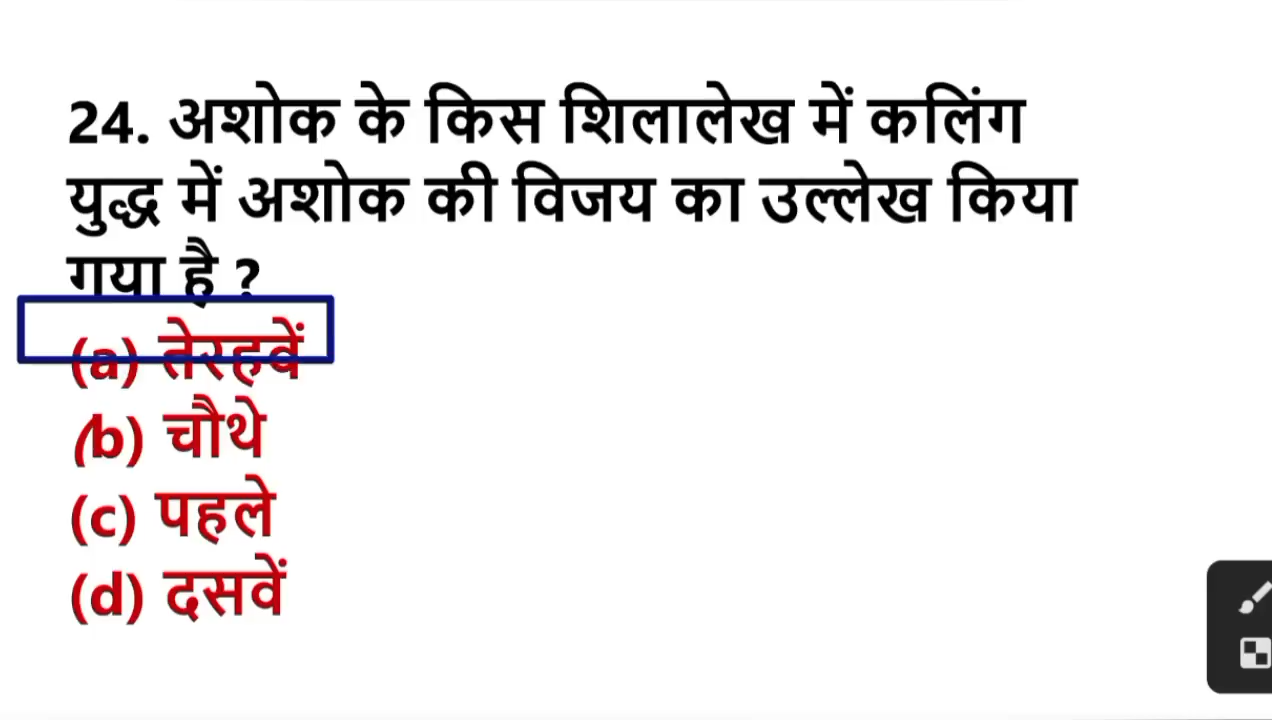 24. अशोक के किस शिलालेख में कलिंग
युद्ध में अशोक की विजय का उल्लेख किया
गया है ?
(a) तेरहवें
(b) चौथे
(c) पहले
(d) दसवें